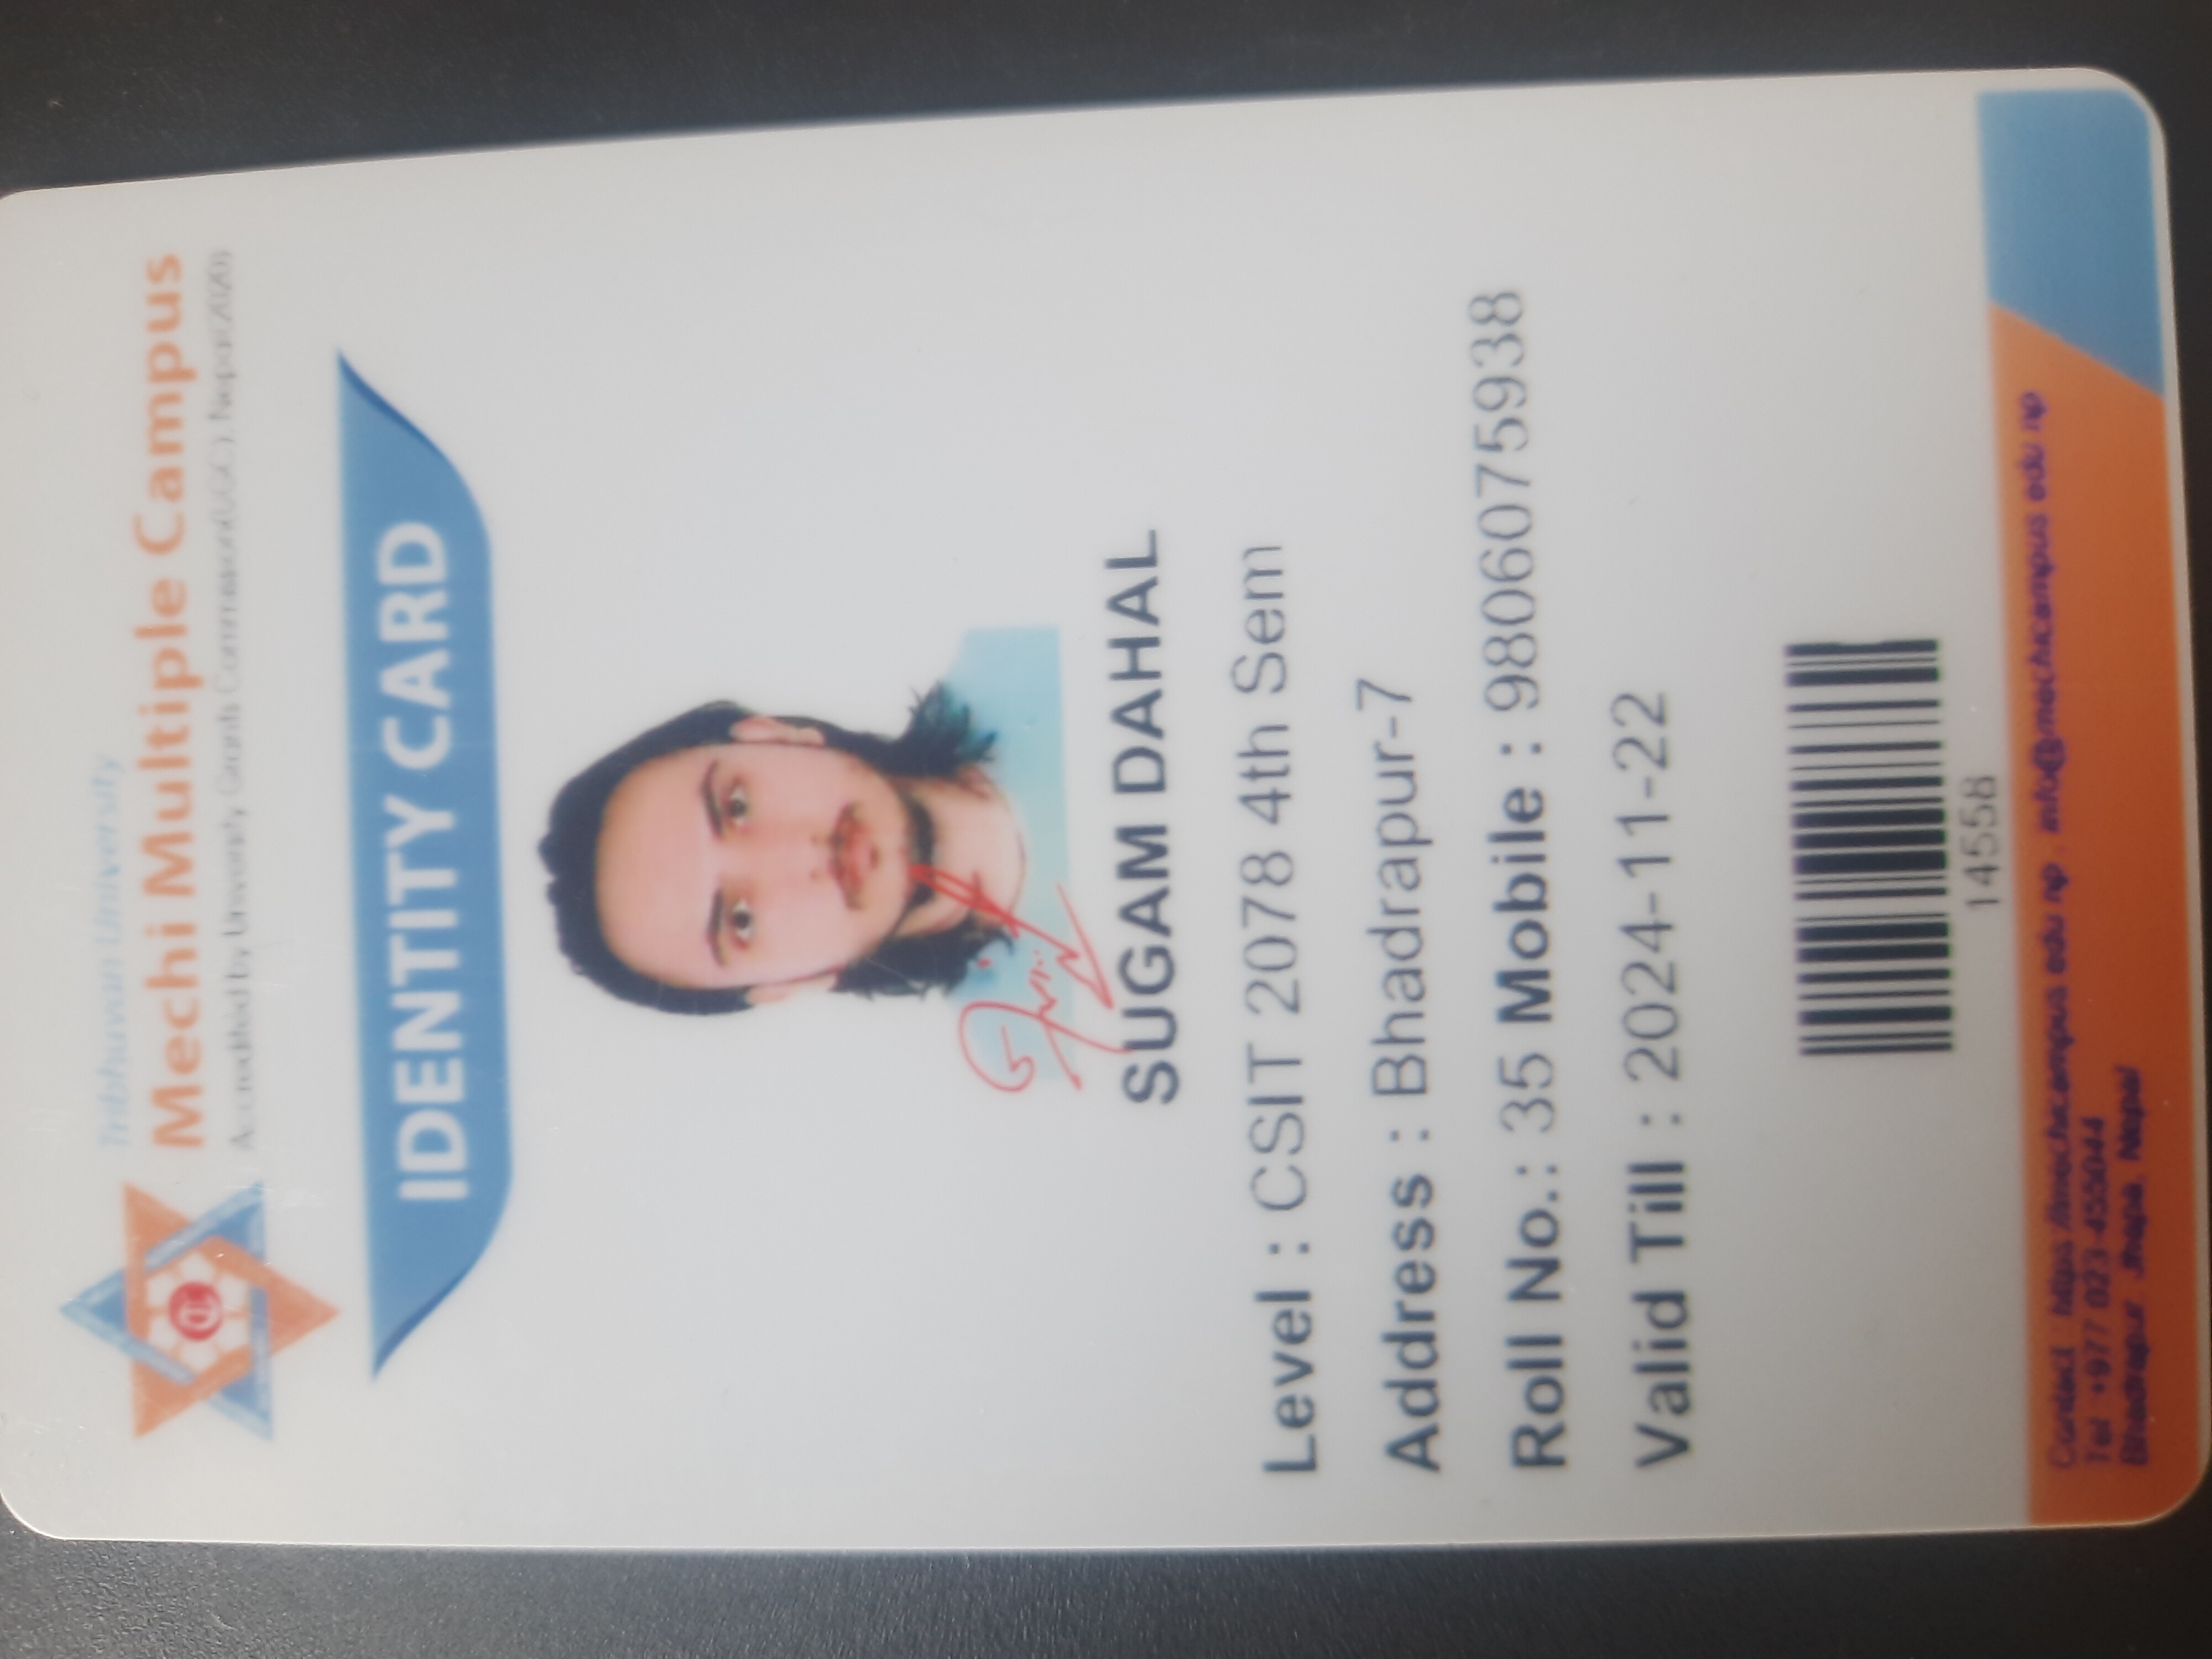 Tribhuvan University
Mechi Multiple Campus
Accredited by University Grants Commission(UGC), Nepal(2020)
IDENTITY CARD
SUGAM DAHAL
Level : CSIT 2078 4th Sem
Address : Bhadrapur-7
Roll No.: 35 Mobile : 9806075938
Valid Till : 2024-11-22
14558
Contact : https://mechicampus.edu.np, info@mechicampus.edu.np
Tel : +977 023-455044
Bhadrapur, Jhapa, Nepal